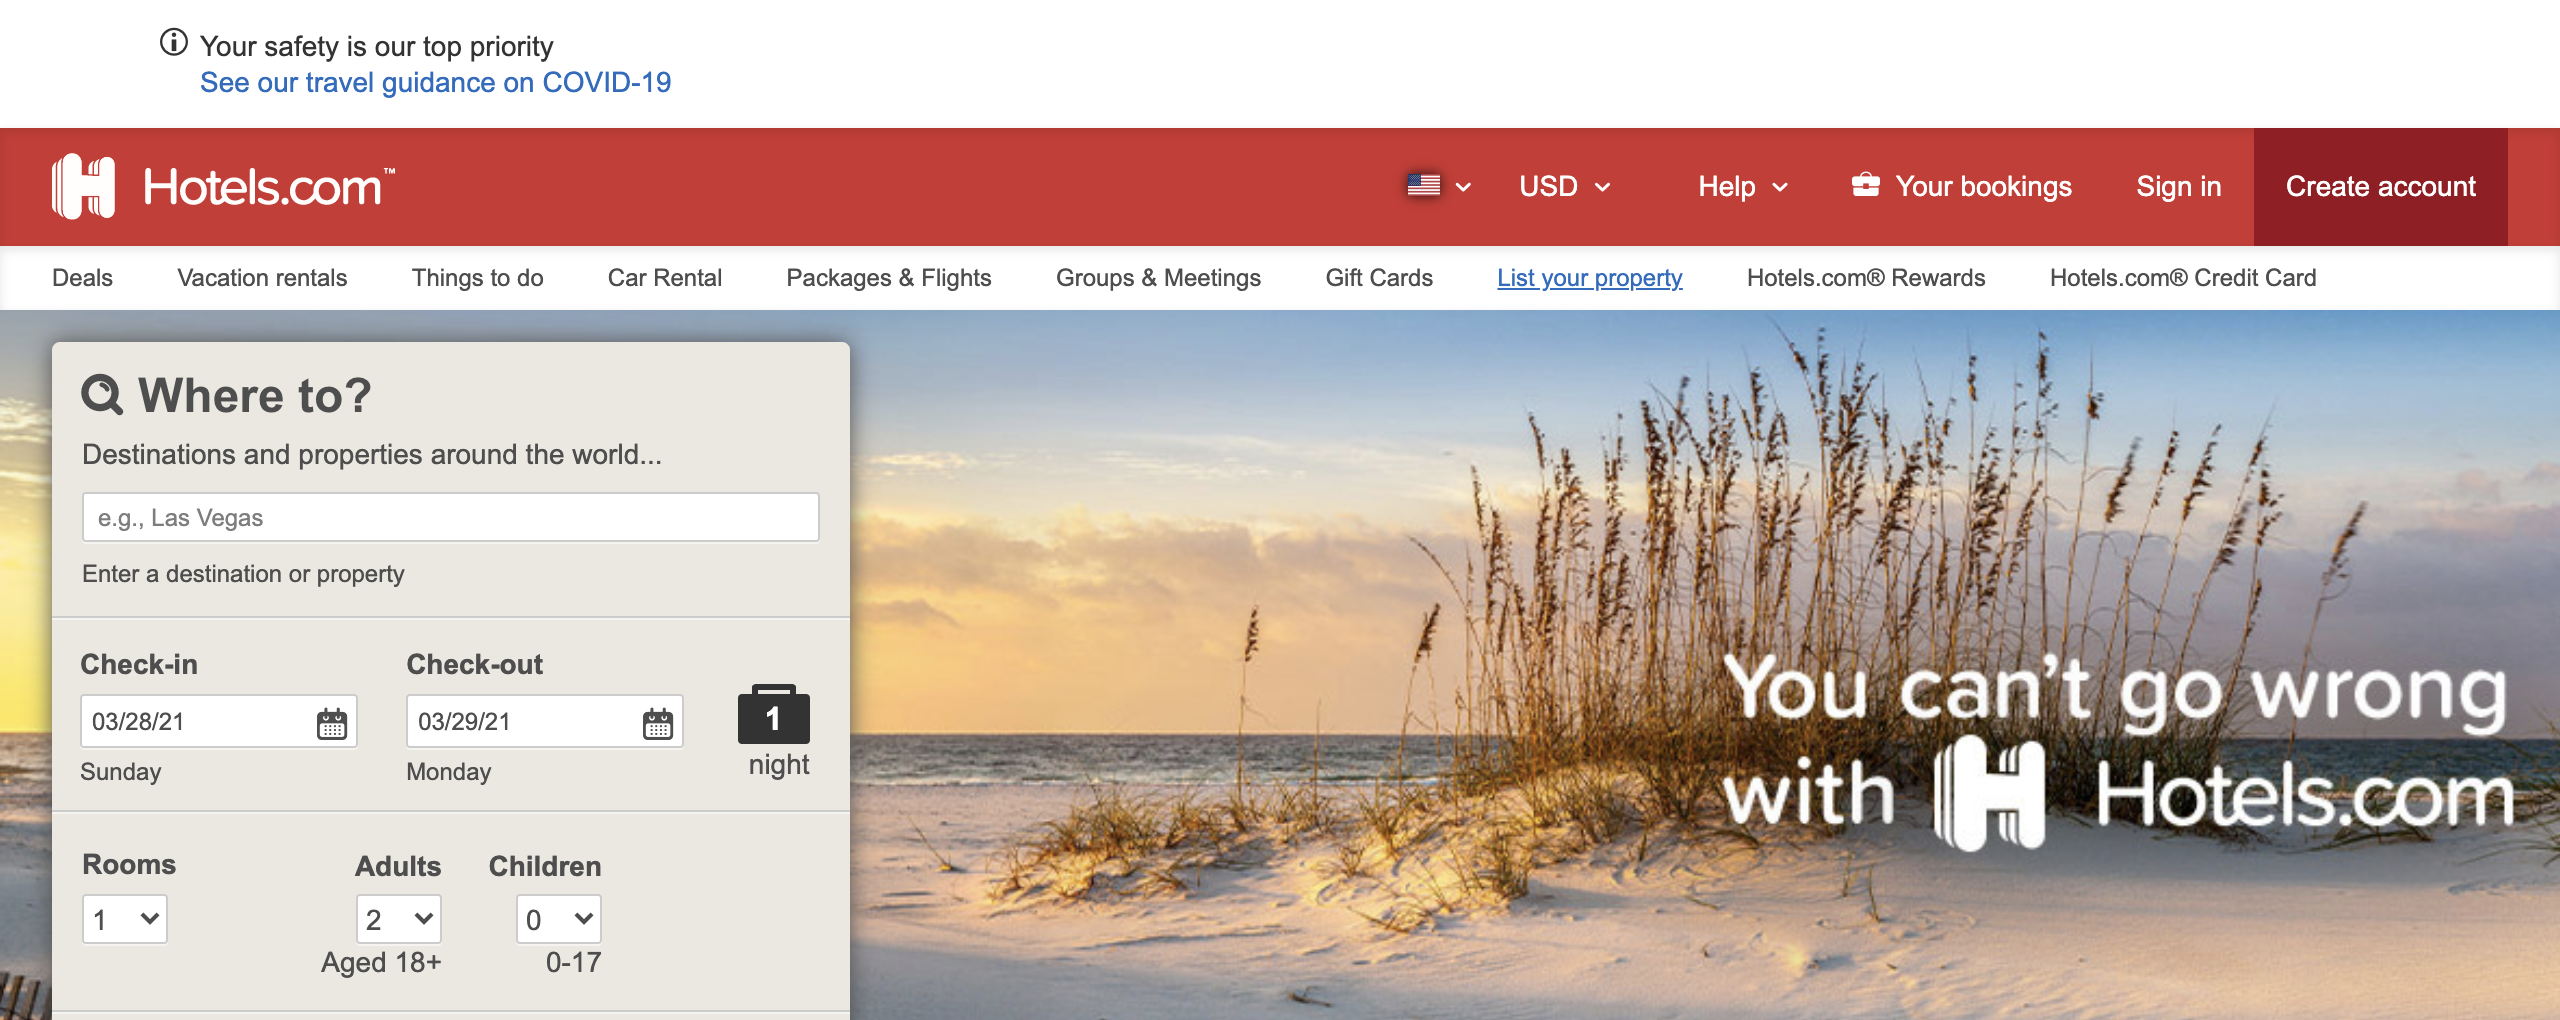 Your safety is our top priority
See our travel guidance on COVID-19
Hotels.com™
USD
Help
Your bookings
Sign in
Create account
Deals
Vacation rentals
Things to do
Car Rental
Packages & Flights
Groups & Meetings
Gift Cards
List your property
Hotels.com® Rewards
Hotels.com® Credit Card
Where to?
Destinations and properties around the world...
e.g., Las Vegas
Enter a destination or property
Check-in
Check-out
03/28/21
03/29/21
1
Sunday
Monday
night
Rooms
Adults
Children
1
2
0
Aged 18+
0-17
You can't go wrong
with H Hotels.com